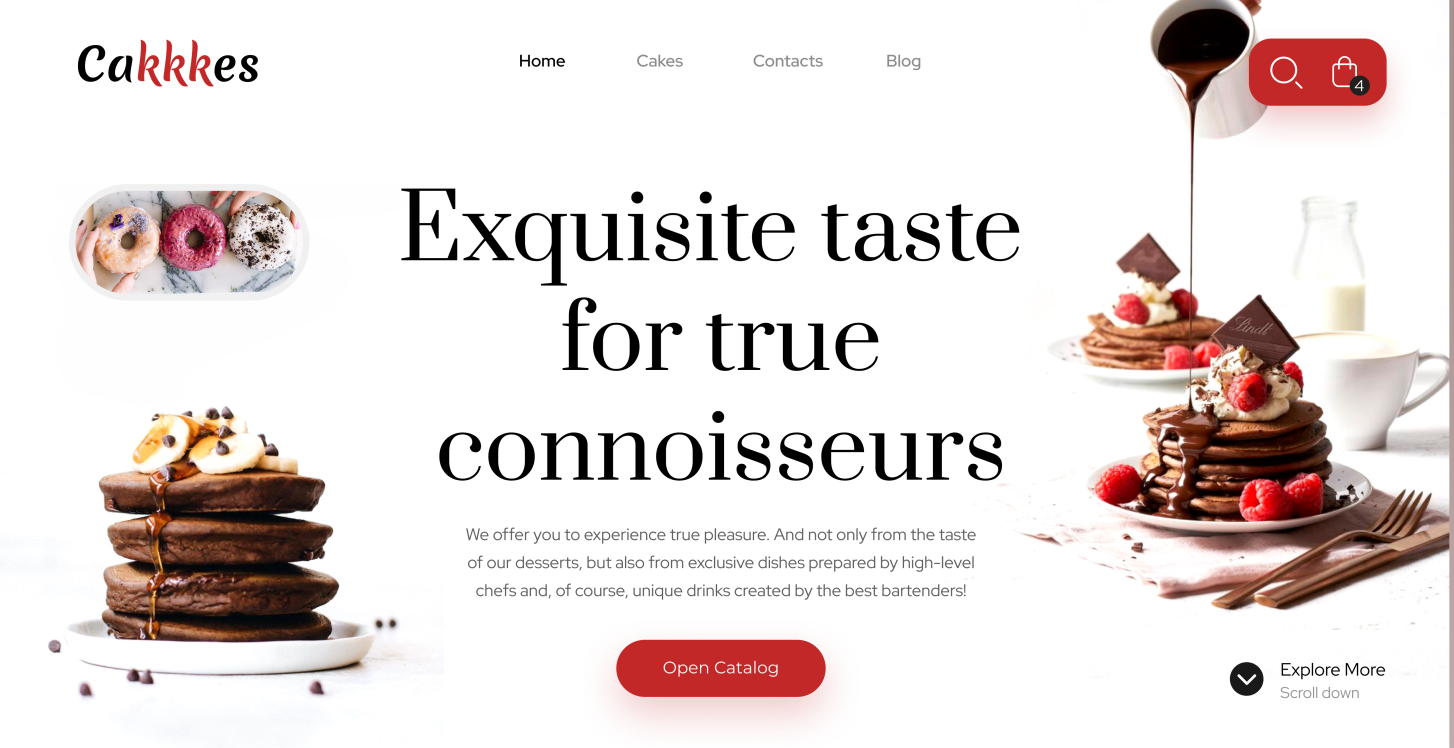 Cakkkes
Home
Cakes
Contacts
Blog
4
Exquisite taste
for true
connoisseurs
Lindt
We offer you to experience true pleasure. And not only from the taste
of our desserts, but also from exclusive dishes prepared by high-level
chefs and, of course, unique drinks created by the best bartenders!
Open Catalog
Explore More
Scroll down